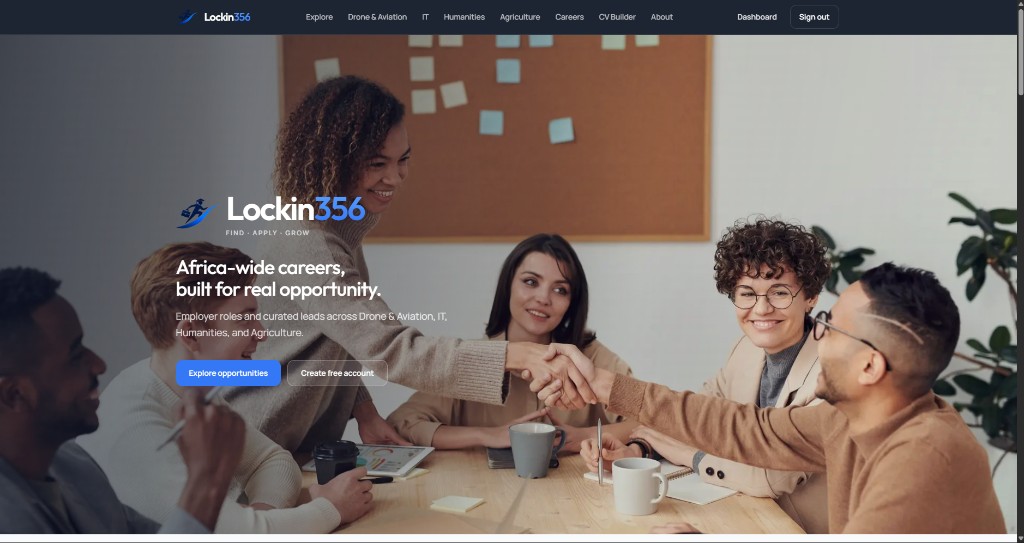 Lockin356
Explore
Drone & Aviation
IT
Humanities
Agriculture
Careers
CV Builder
About
Dashboard
Sign out
Lockin356
FIND · APPLY · GROW
Africa-wide careers,
built for real opportunity.
Employer roles and curated leads across Drone & Aviation, IT,
Humanities, and Agriculture.
Explore opportunities
Create free account